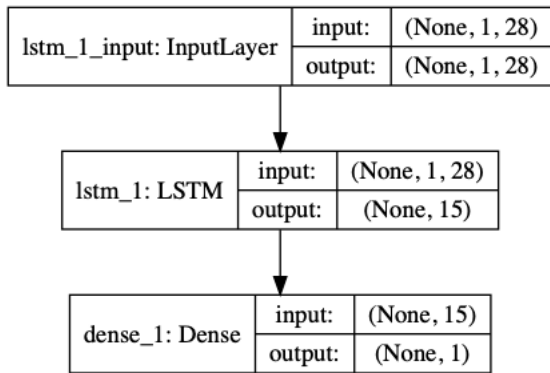 lstm_1_input: InputLayer
input: (None, 1, 28)
output: (None, 1, 28)
lstm_1: LSTM
input: (None, 1, 28)
output: (None, 15)
dense_1: Dense
input: (None, 15)
output: (None, 1)